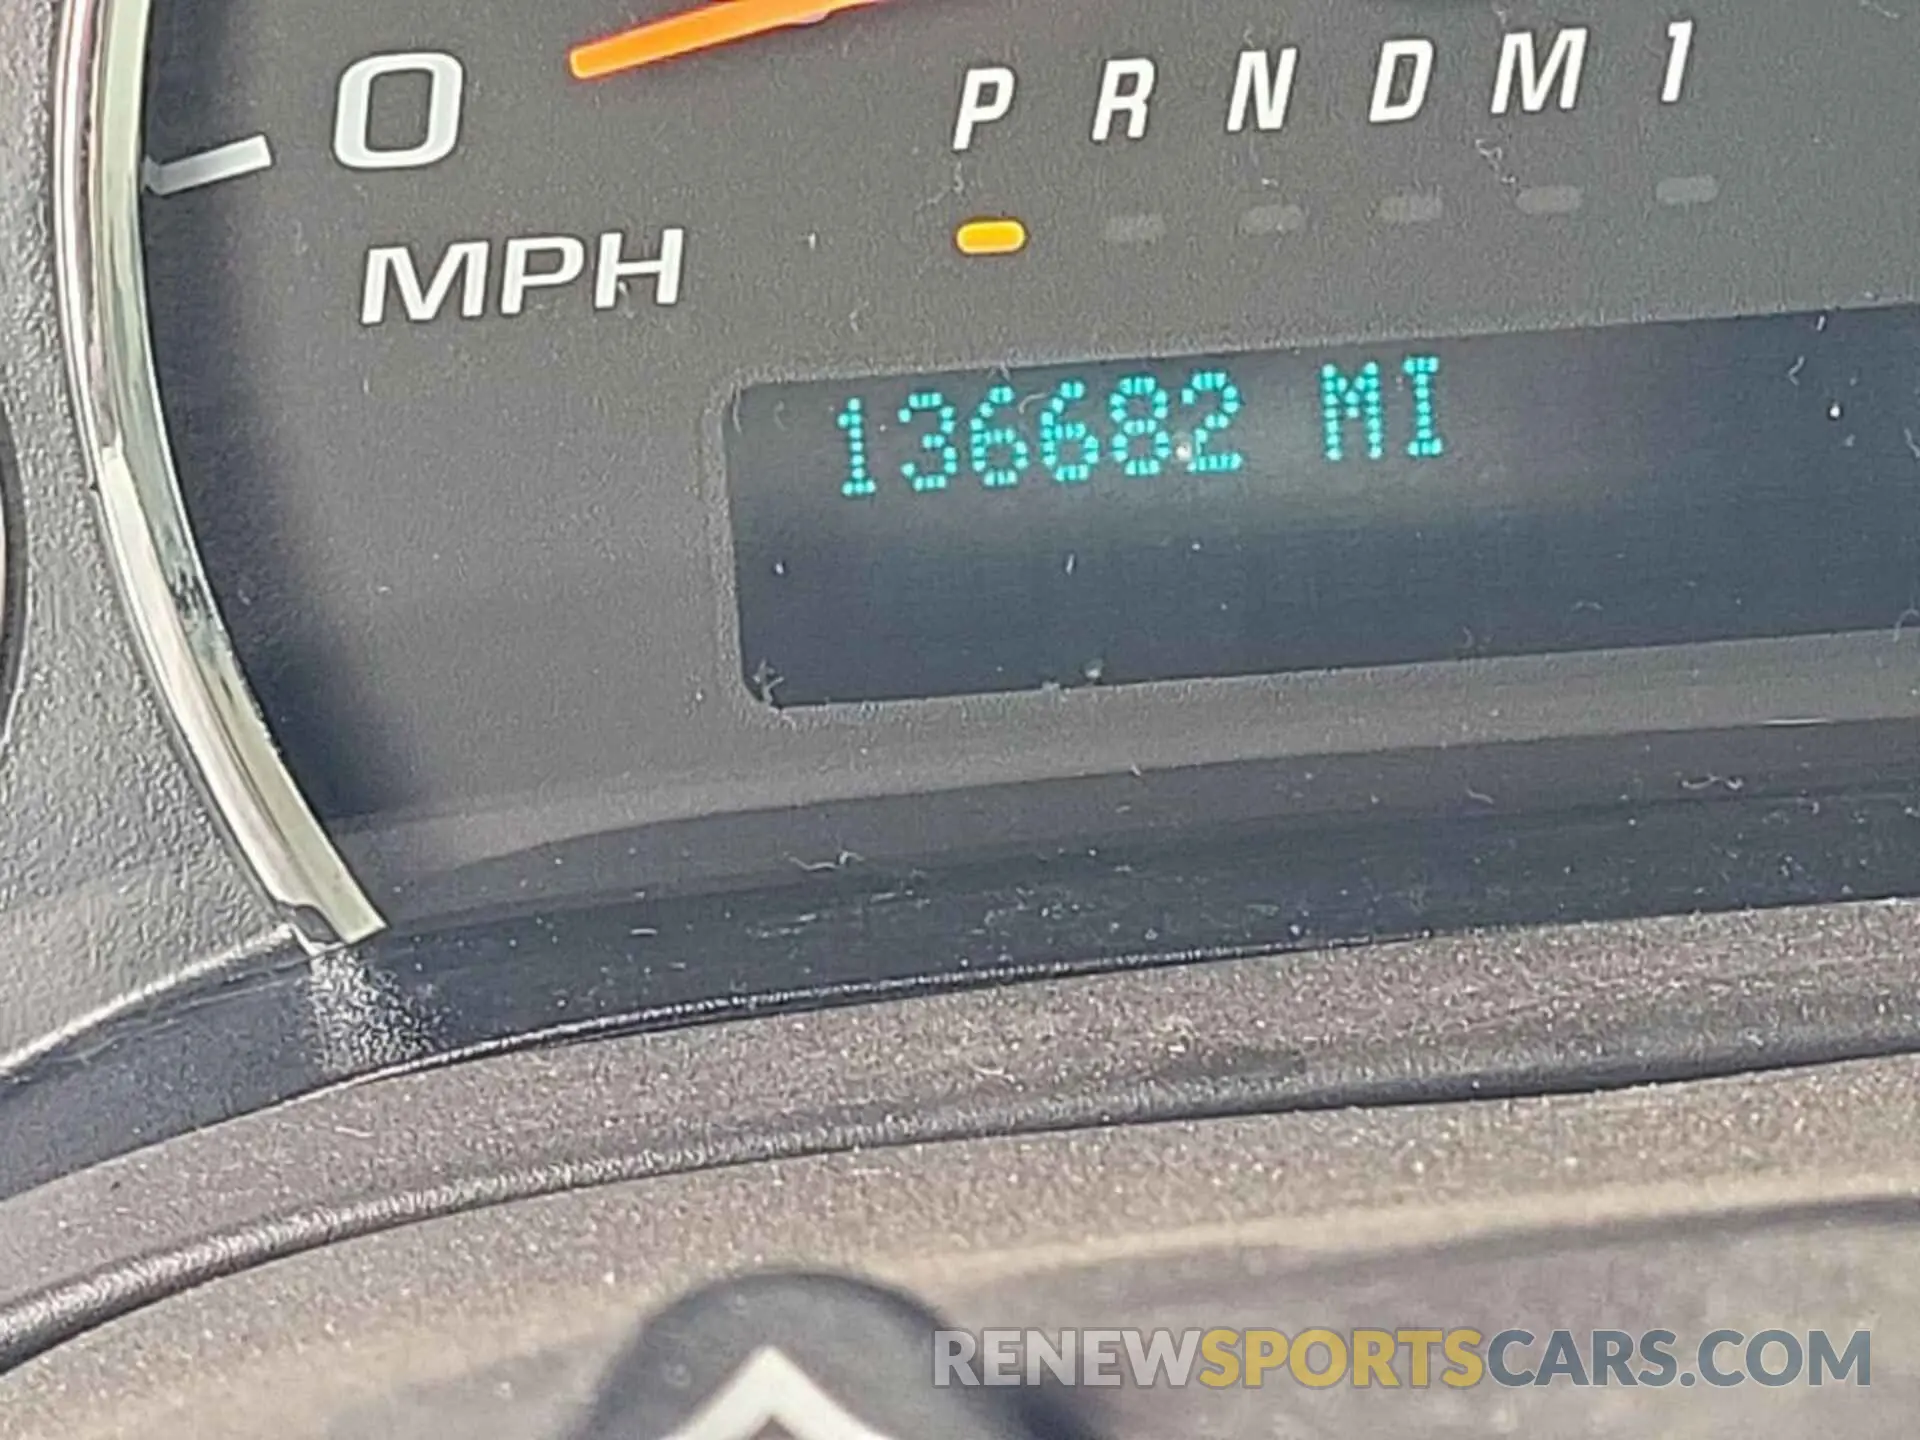 0
P R N D M 1
MPH
136682 MI
RENEWSPORTSCARS.COM